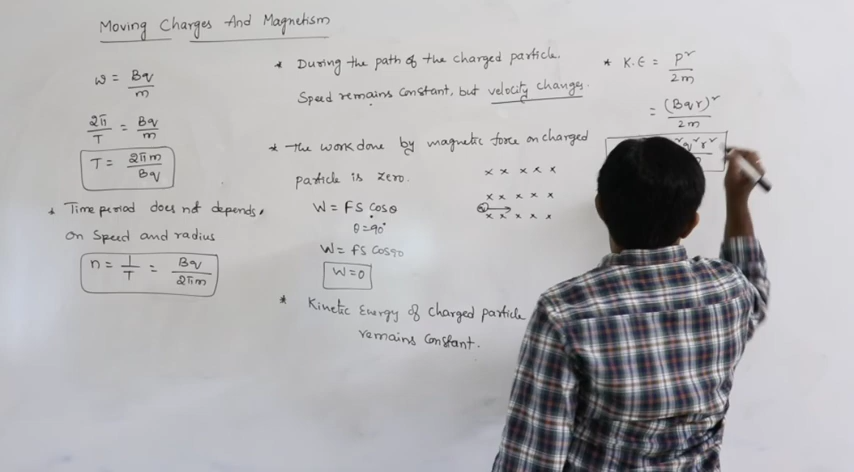 Moving Charges And Magnetism
ω = Bq/m
2π/T = Bq/m
T = 2πm/Bq
* Time period does not depends,
on Speed and radius
n = 1/T = Bq/2πm
* During the path of the charged particle.
Speed remains Constant, but velocity changes.
* The work done by magnetic force on charged
particle is zero.
W = FS Cosθ
θ = 90°
W = FS Cos90
W = 0
x x x x x
x x x x x
x x x x x
* Kinetic Energy of Charged particle
remains Constant.
* K.E = P²/2m
= (Bqr)²/2m
q²r²